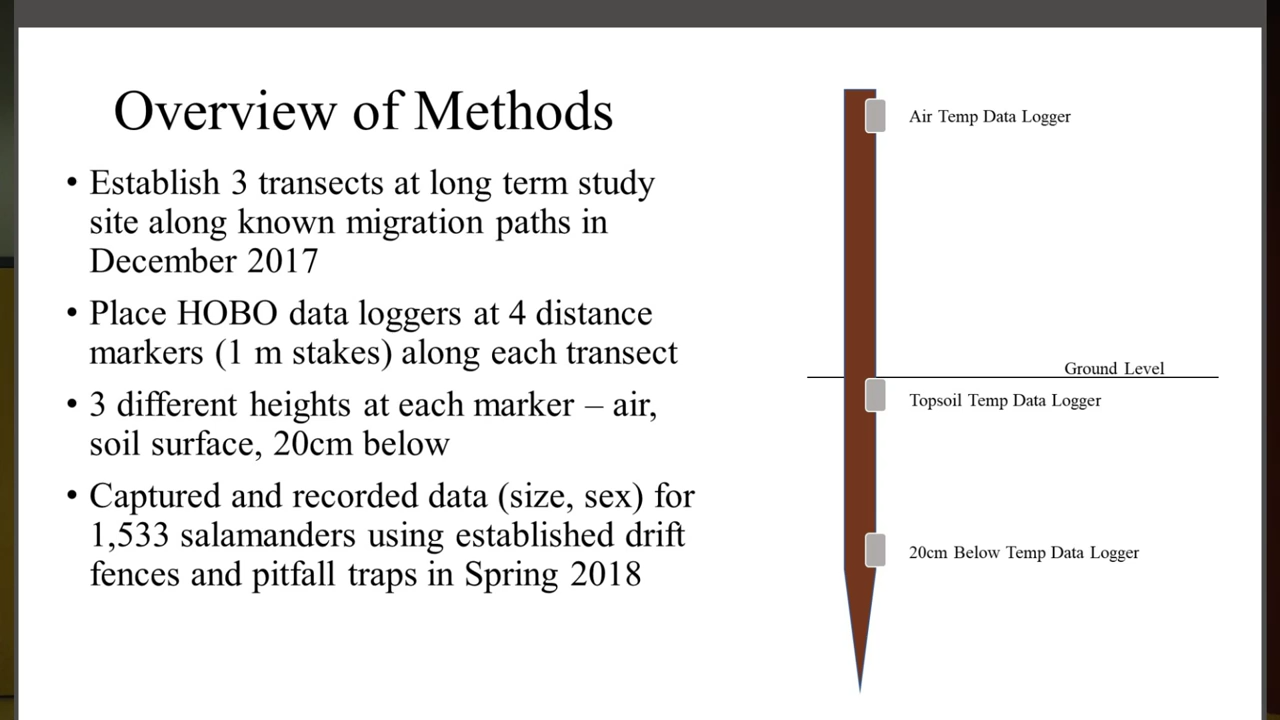 Overview of Methods
• Establish 3 transects at long term study
site along known migration paths in
December 2017
• Place HOBO data loggers at 4 distance
markers (1 m stakes) along each transect
• 3 different heights at each marker – air,
soil surface, 20cm below
• Captured and recorded data (size, sex) for
1,533 salamanders using established drift
fences and pitfall traps in Spring 2018
Air Temp Data Logger
Ground Level
Topsoil Temp Data Logger
20cm Below Temp Data Logger